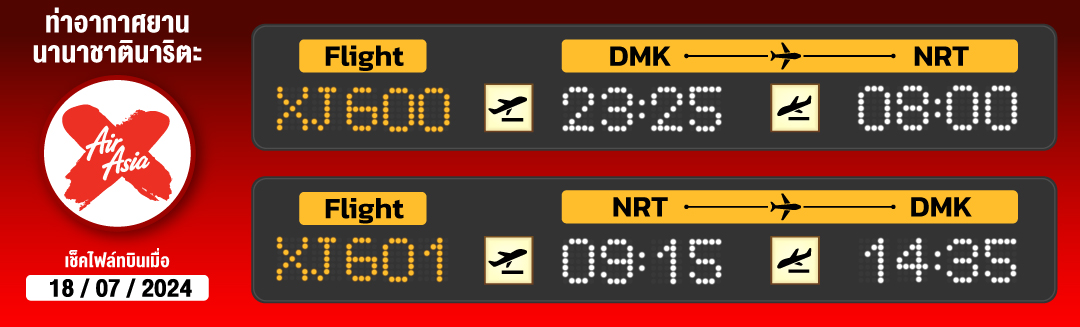 ท่าอากาศยาน
นานาชาตินาริตะ
Air
Asia
เช็คไฟล์ทบินเมื่อ
18 / 07 / 2024
Flight DMK NRT
XJ600 23:25 08:00
Flight NRT DMK
XJ601 09:15 14:35